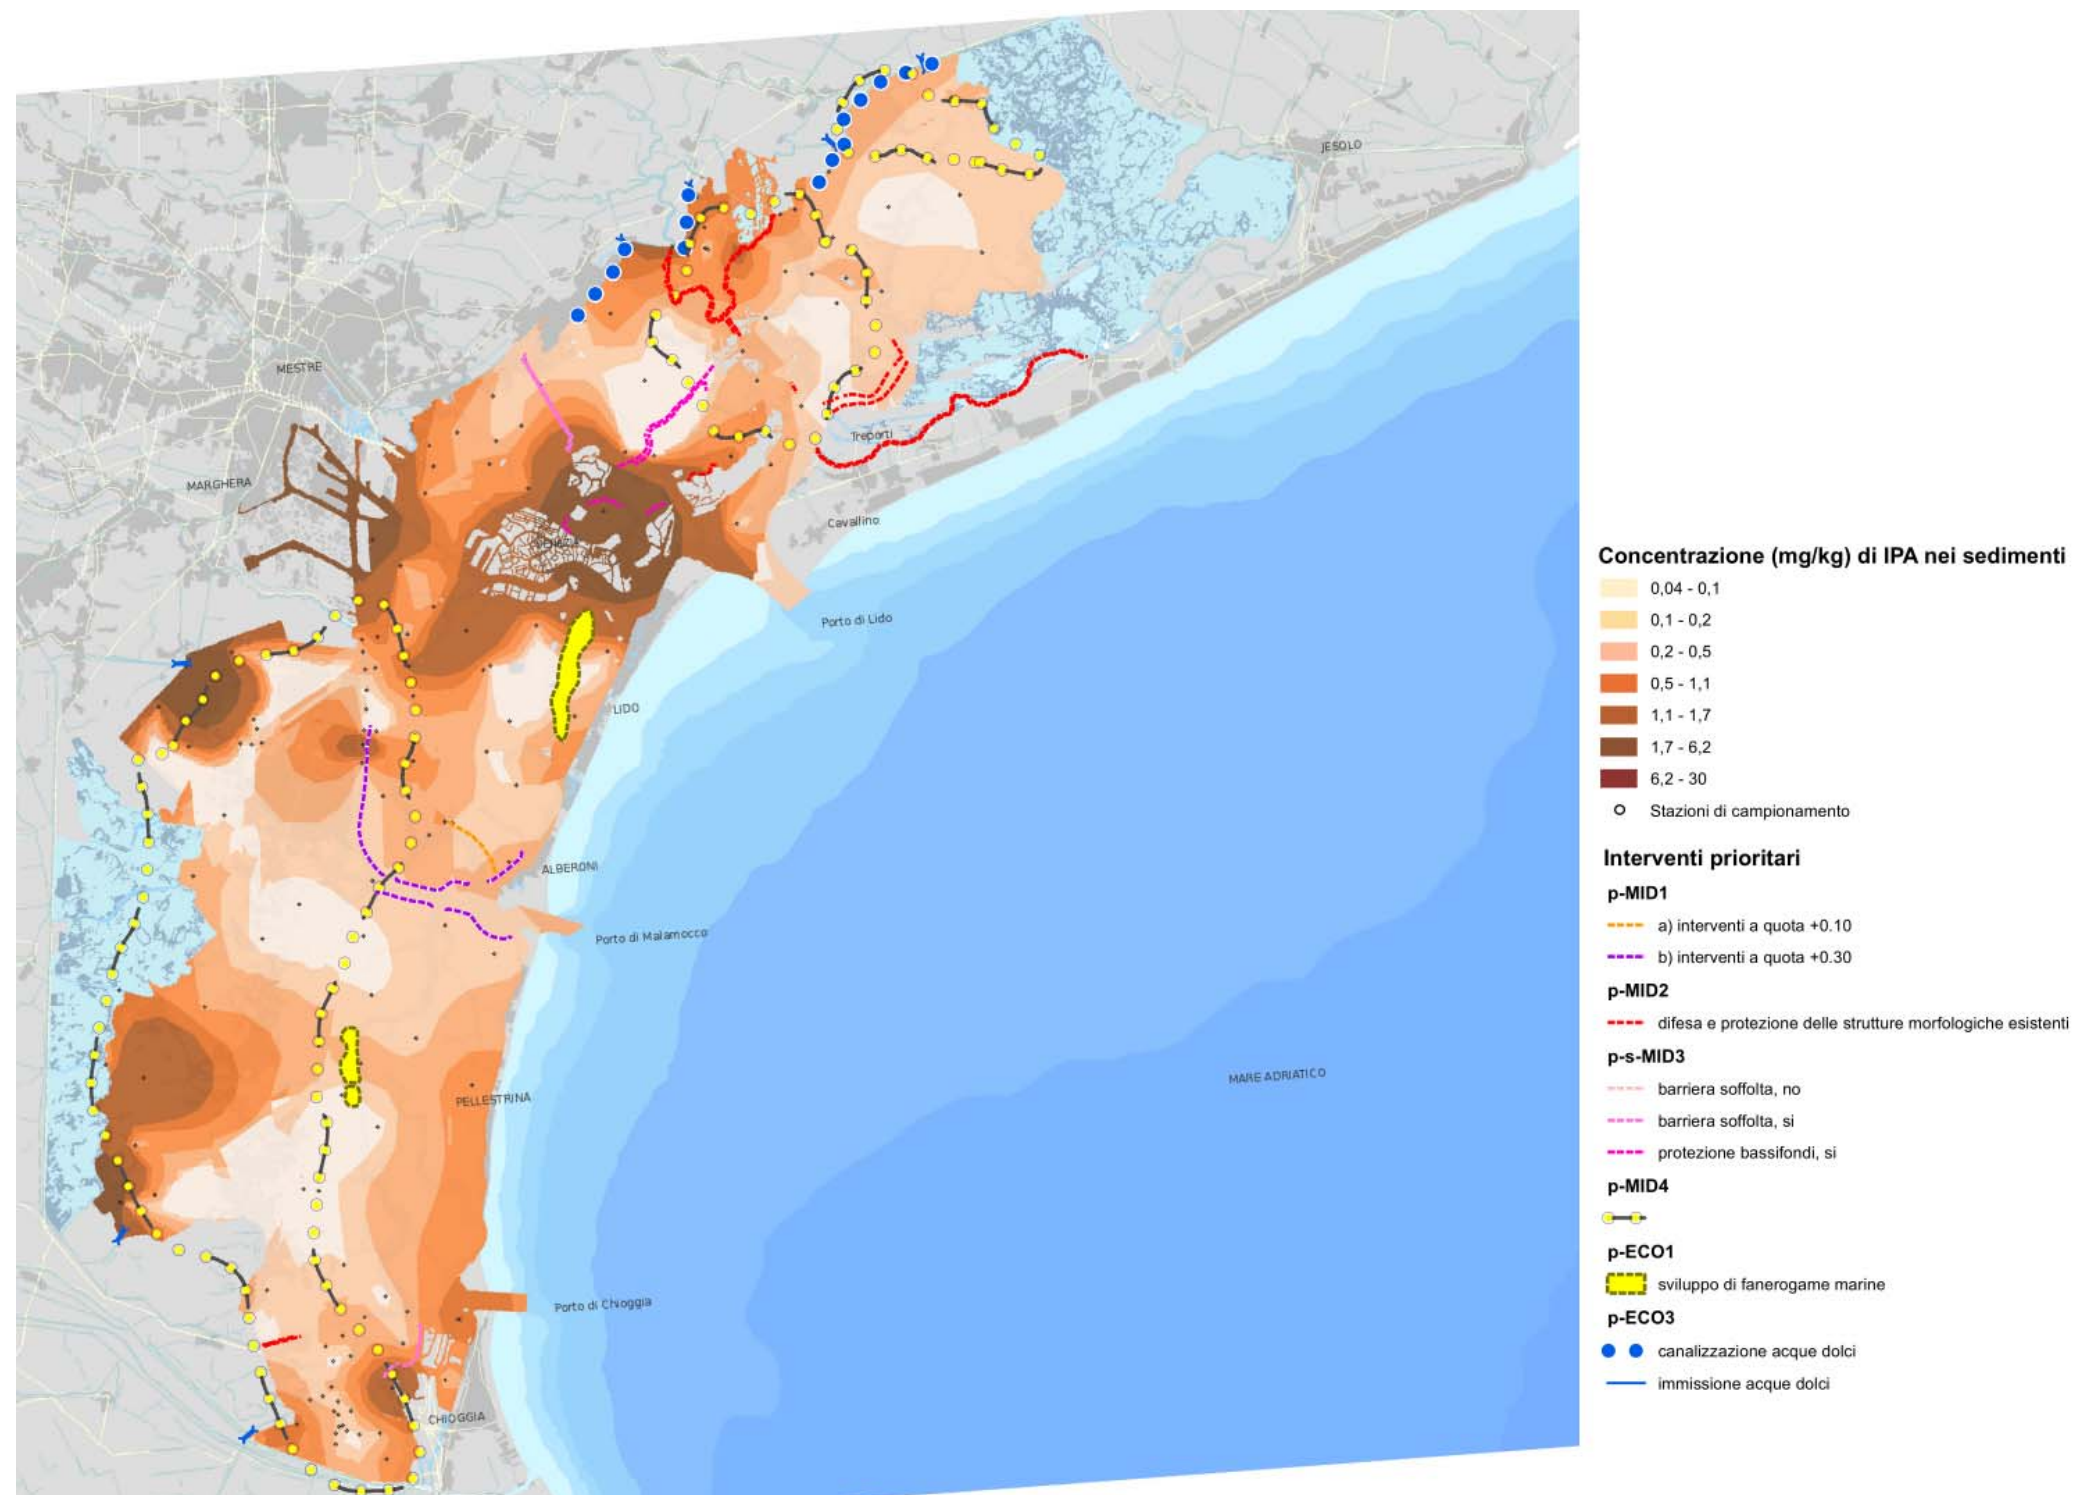 JESOLO
MESTRE
Treporti
MARGHERA
Cavallino
VENEZIA
Porto di Lido
LIDO
ALBERONI
Porto di Malamocco
MARE ADRIATICO
PELLESTRINA
Porto di Chioggia
CHIOGGIA
Concentrazione (mg/kg) di IPA nei sedimenti
0,04 - 0,1
0,1 - 0,2
0,2 - 0,5
0,5 - 1,1
1,1 - 1,7
1,7 - 6,2
6,2 - 30
Stazioni di campionamento
Interventi prioritari
p-MID1
a) interventi a quota +0.10
b) interventi a quota +0.30
p-MID2
difesa e protezione delle strutture morfologiche esistenti
p-s-MID3
barriera soffolta, no
barriera soffolta, si
protezione bassifondi, si
p-MID4
p-ECO1
sviluppo di fanerogame marine
p-ECO3
canalizzazione acque dolci
immissione acque dolci